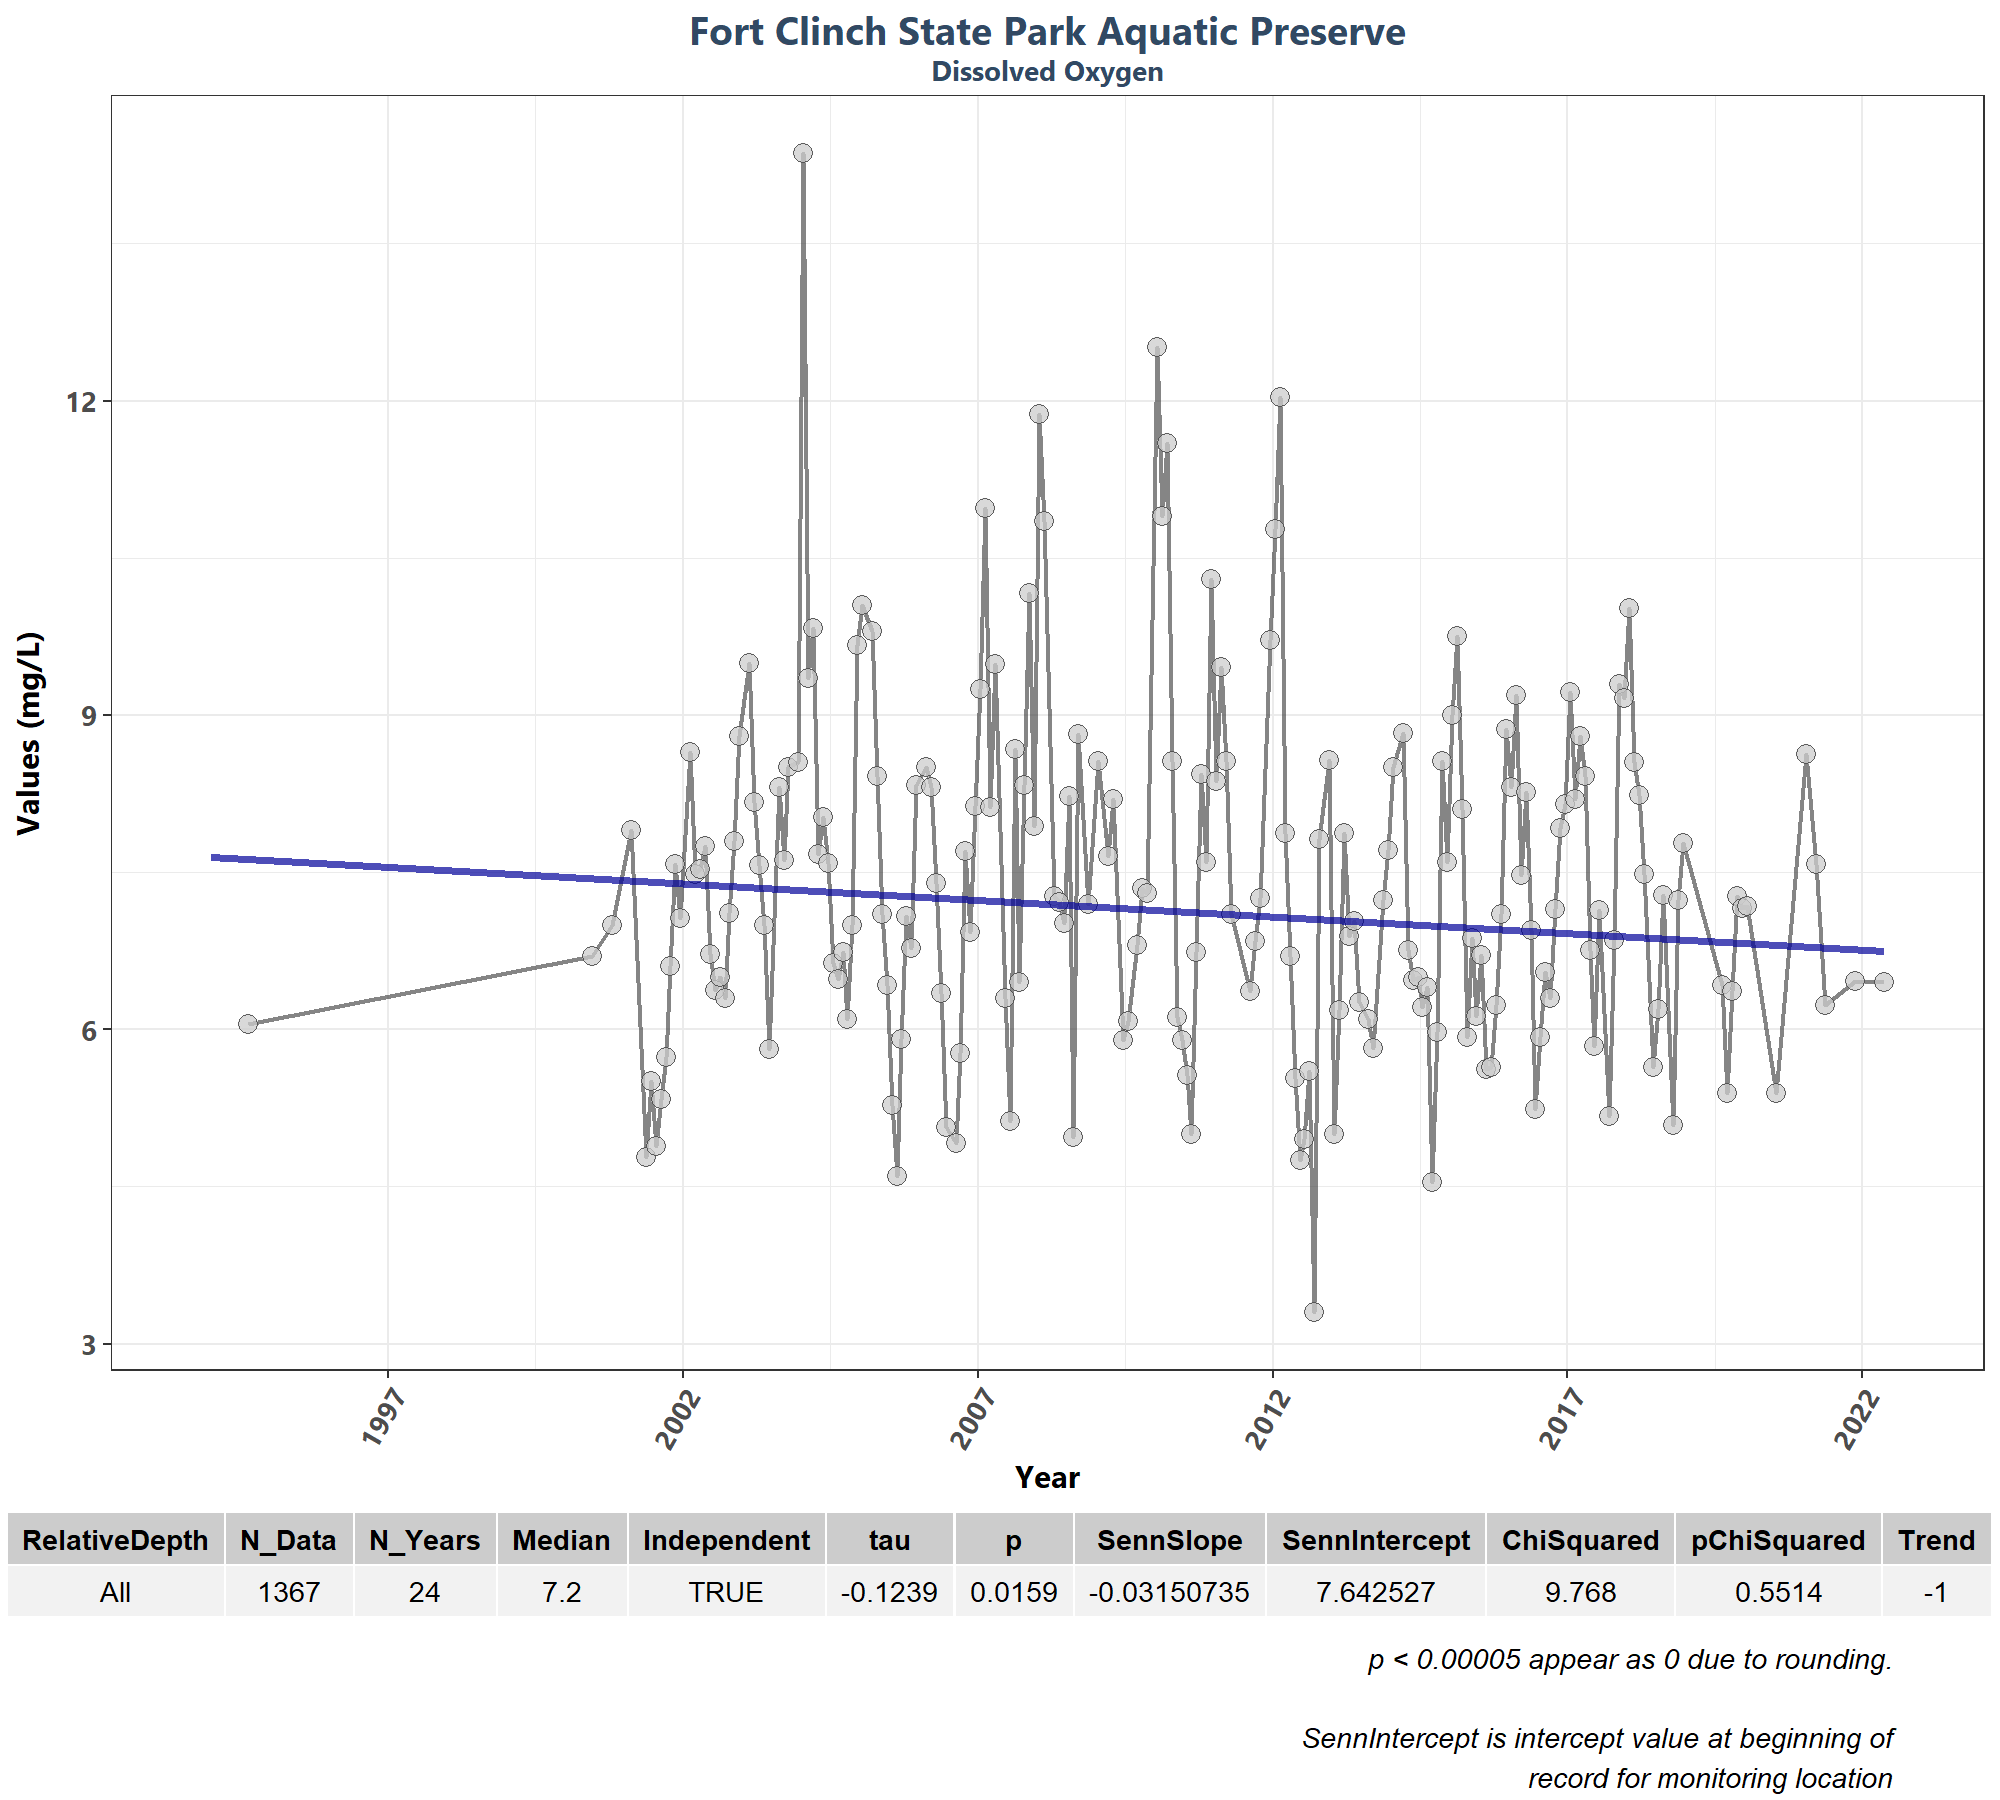 Fort Clinch State Park Aquatic Preserve
Dissolved Oxygen
12
9
6
3
Values (mg/L)
1997 2002 2007 2012 2017 2022
Year
RelativeDepth N_Data N_Years Median Independent tau p SennSlope SennIntercept ChiSquared pChiSquared Trend
All 1367 24 7.2 TRUE -0.1239 0.0159 -0.03150735 7.642527 9.768 0.5514 -1
p < 0.00005 appear as 0 due to rounding.
SennIntercept is intercept value at beginning of
record for monitoring location